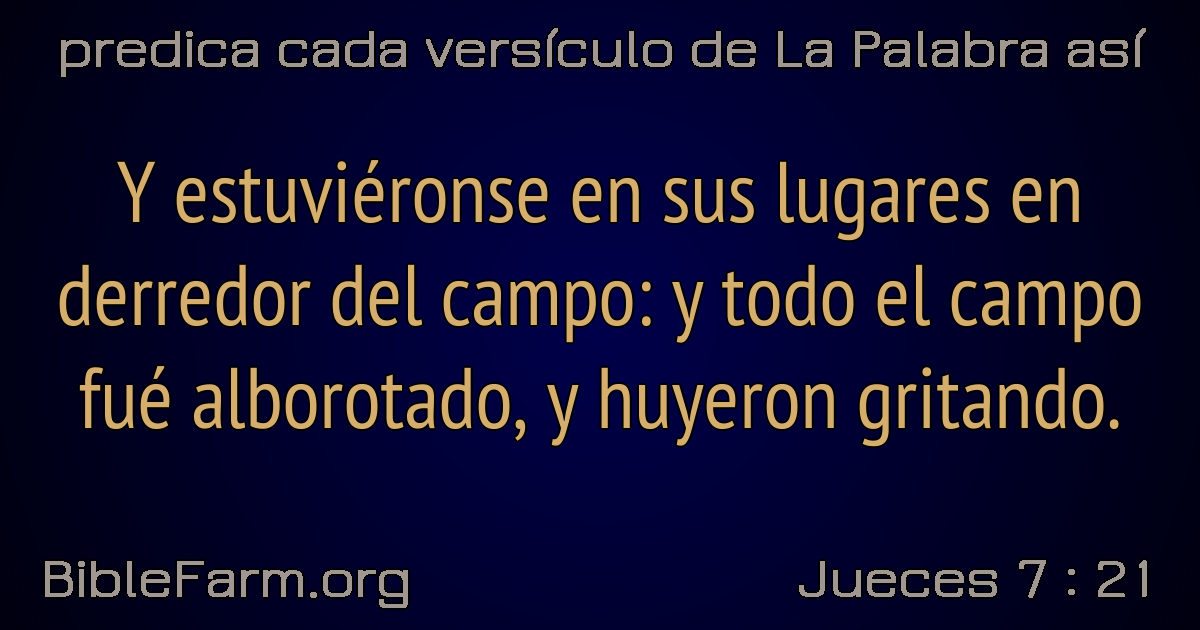 predica cada versículo de La Palabra así
Y estuviéronse en sus lugares en
derredor del campo: y todo el campo
fué alborotado, y huyeron gritando.
BibleFarm.org
Jueces 7 : 21